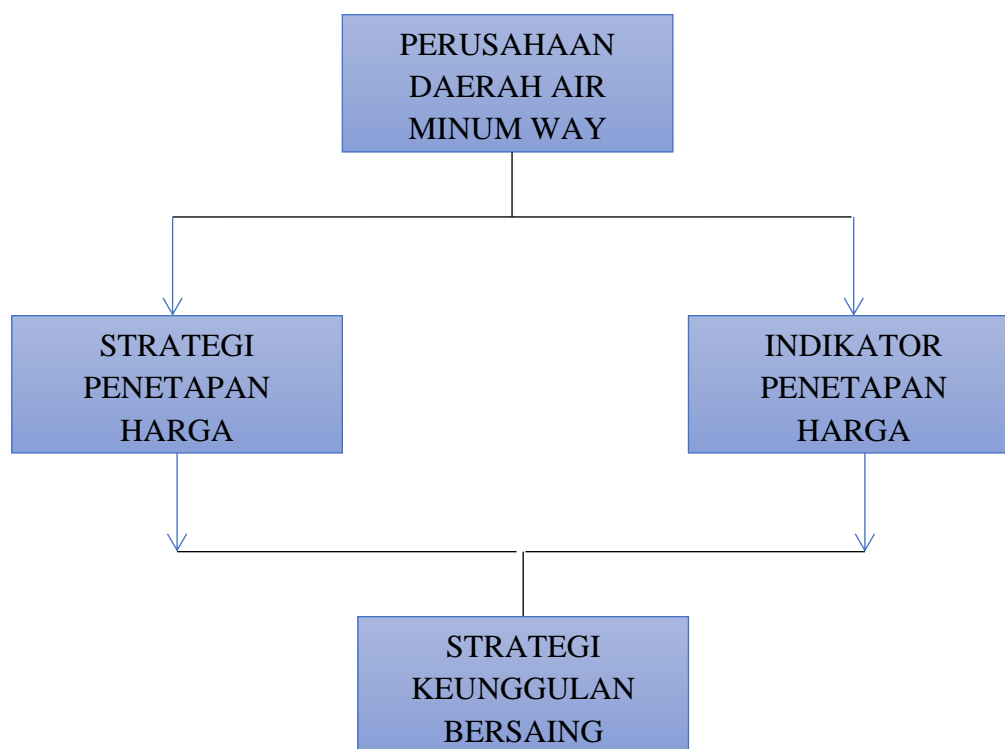 PERUSAHAAN
DAERAH AIR
MINUM WAY
STRATEGI
PENETAPAN
HARGA
INDIKATOR
PENETAPAN
HARGA
STRATEGI
KEUNGGULAN
BERSAING